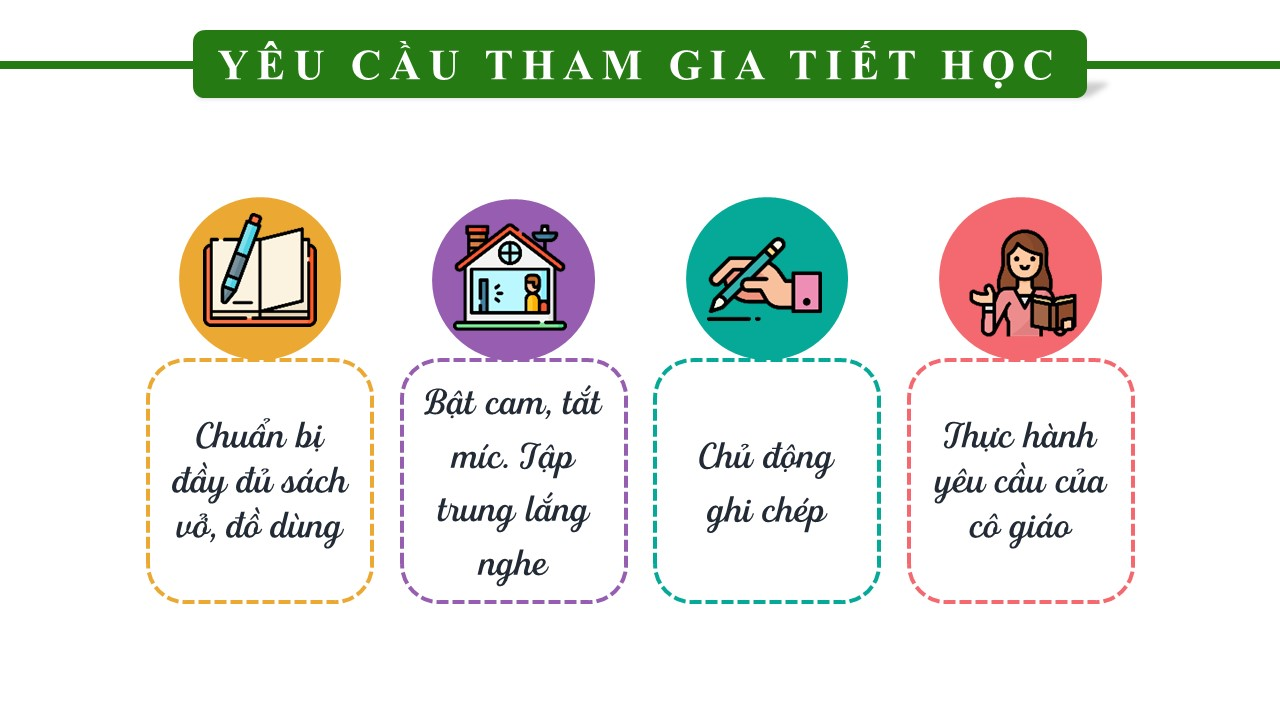 YÊU CẦU THAM GIA TIẾT HỌC
Chuẩn bị
đầy đủ sách
vở, đồ dùng
Bật cam, tắt
míc. Tập
trung lắng
nghe
Chủ động
ghi chép
Thực hành
yêu cầu của
cô giáo